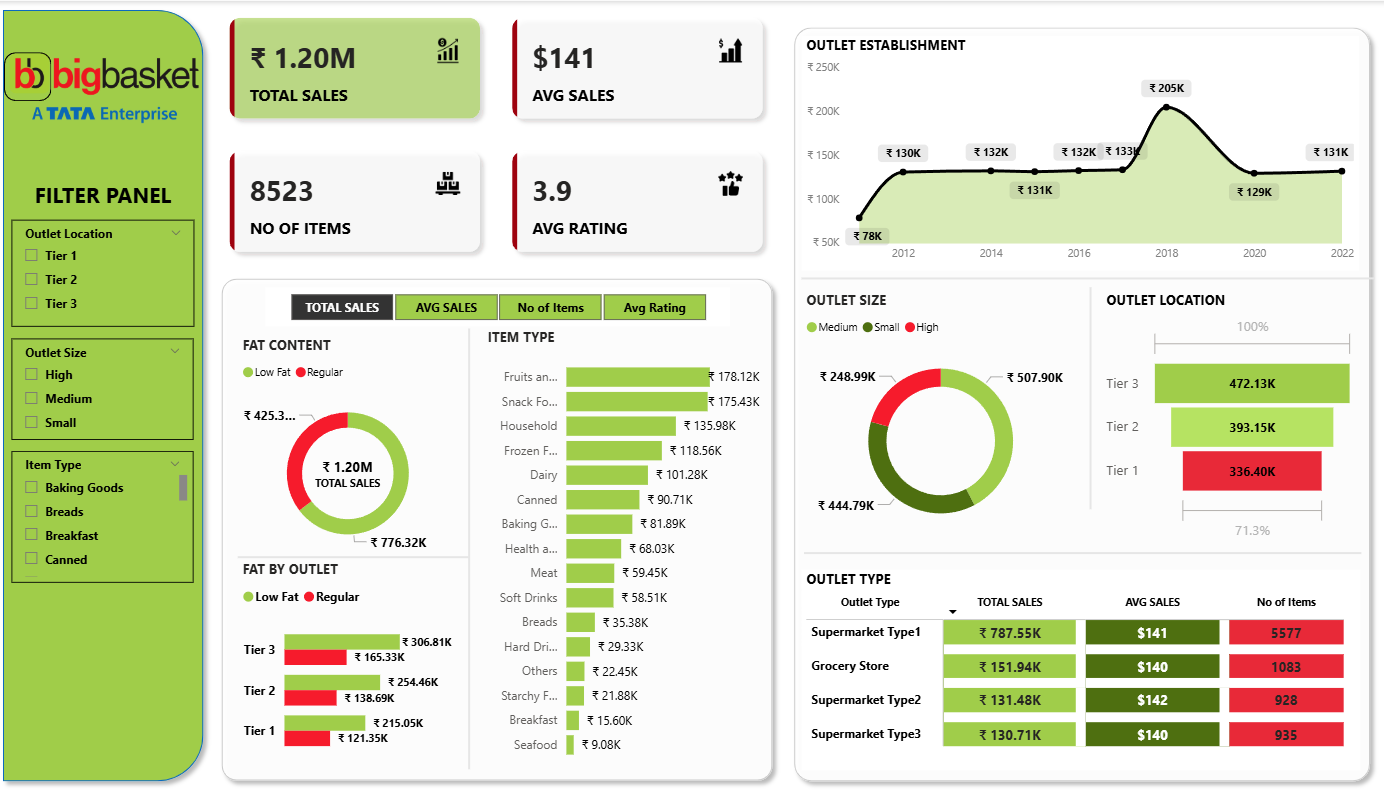 bb bigbasket
A TATA Enterprise
FILTER PANEL
Outlet Location
Tier 1
Tier 2
Tier 3
Outlet Size
High
Medium
Small
Item Type
Baking Goods
Breads
Breakfast
Canned
₹ 1.20M
TOTAL SALES
$141
AVG SALES
8523
NO OF ITEMS
3.9
AVG RATING
TOTAL SALES AVG SALES No of Items Avg Rating
FAT CONTENT
Low Fat Regular
₹ 425.3...
₹ 1.20M
TOTAL SALES
₹ 776.32K
FAT BY OUTLET
Low Fat Regular
Tier 3 ₹ 306.81K
₹ 165.33K
Tier 2 ₹ 254.46K
₹ 138.69K
Tier 1 ₹ 215.05K
₹ 121.35K
ITEM TYPE
Fruits an... ₹ 178.12K
Snack Fo... ₹ 175.43K
Household ₹ 135.98K
Frozen F... ₹ 118.56K
Dairy ₹ 101.28K
Canned ₹ 90.71K
Baking G... ₹ 81.89K
Health a... ₹ 68.03K
Meat ₹ 59.45K
Soft Drinks ₹ 58.51K
Breads ₹ 35.38K
Hard Dri... ₹ 29.33K
Others ₹ 22.45K
Starchy F... ₹ 21.88K
Breakfast ₹ 15.60K
Seafood ₹ 9.08K
OUTLET ESTABLISHMENT
₹ 250K
₹ 200K
₹ 150K
₹ 100K
₹ 50K
₹ 78K
₹ 130K
₹ 132K
₹ 131K
₹ 132K
₹ 133K
₹ 205K
₹ 129K
₹ 131K
2012 2014 2016 2018 2020 2022
OUTLET SIZE
Medium Small High
₹ 248.99K
₹ 507.90K
₹ 444.79K
OUTLET LOCATION
100%
Tier 3 472.13K
Tier 2 393.15K
Tier 1 336.40K
71.3%
OUTLET TYPE
Outlet Type TOTAL SALES AVG SALES No of Items
Supermarket Type1 ₹ 787.55K $141 5577
Grocery Store ₹ 151.94K $140 1083
Supermarket Type2 ₹ 131.48K $142 928
Supermarket Type3 ₹ 130.71K $140 935